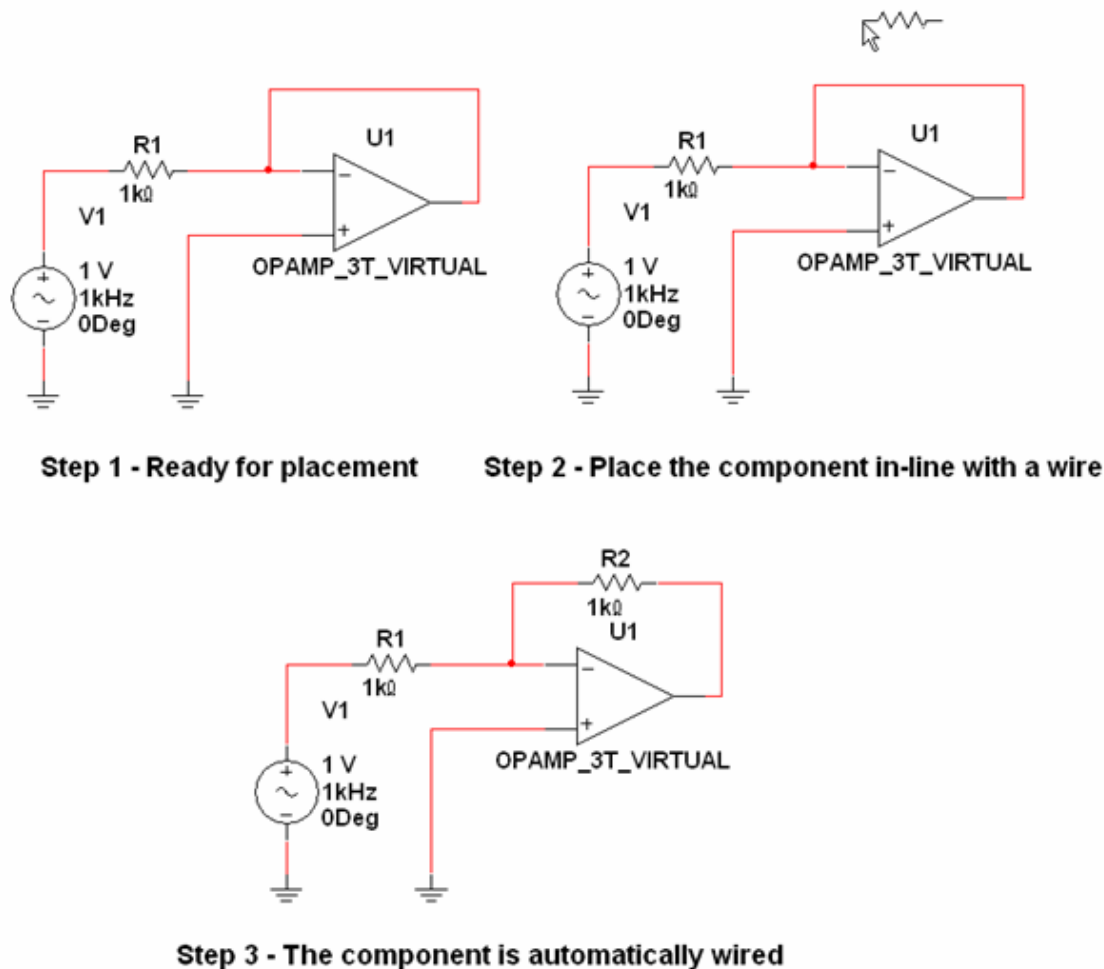 R1
1kΩ
U1
V1
OPAMP_3T_VIRTUAL
1 V
1kHz
0Deg
Step 1 - Ready for placement
R1
1kΩ
U1
V1
OPAMP_3T_VIRTUAL
1 V
1kHz
0Deg
Step 2 - Place the component in-line with a wire
R2
1kΩ
U1
R1
1kΩ
V1
OPAMP_3T_VIRTUAL
1 V
1kHz
0Deg
Step 3 - The component is automatically wired